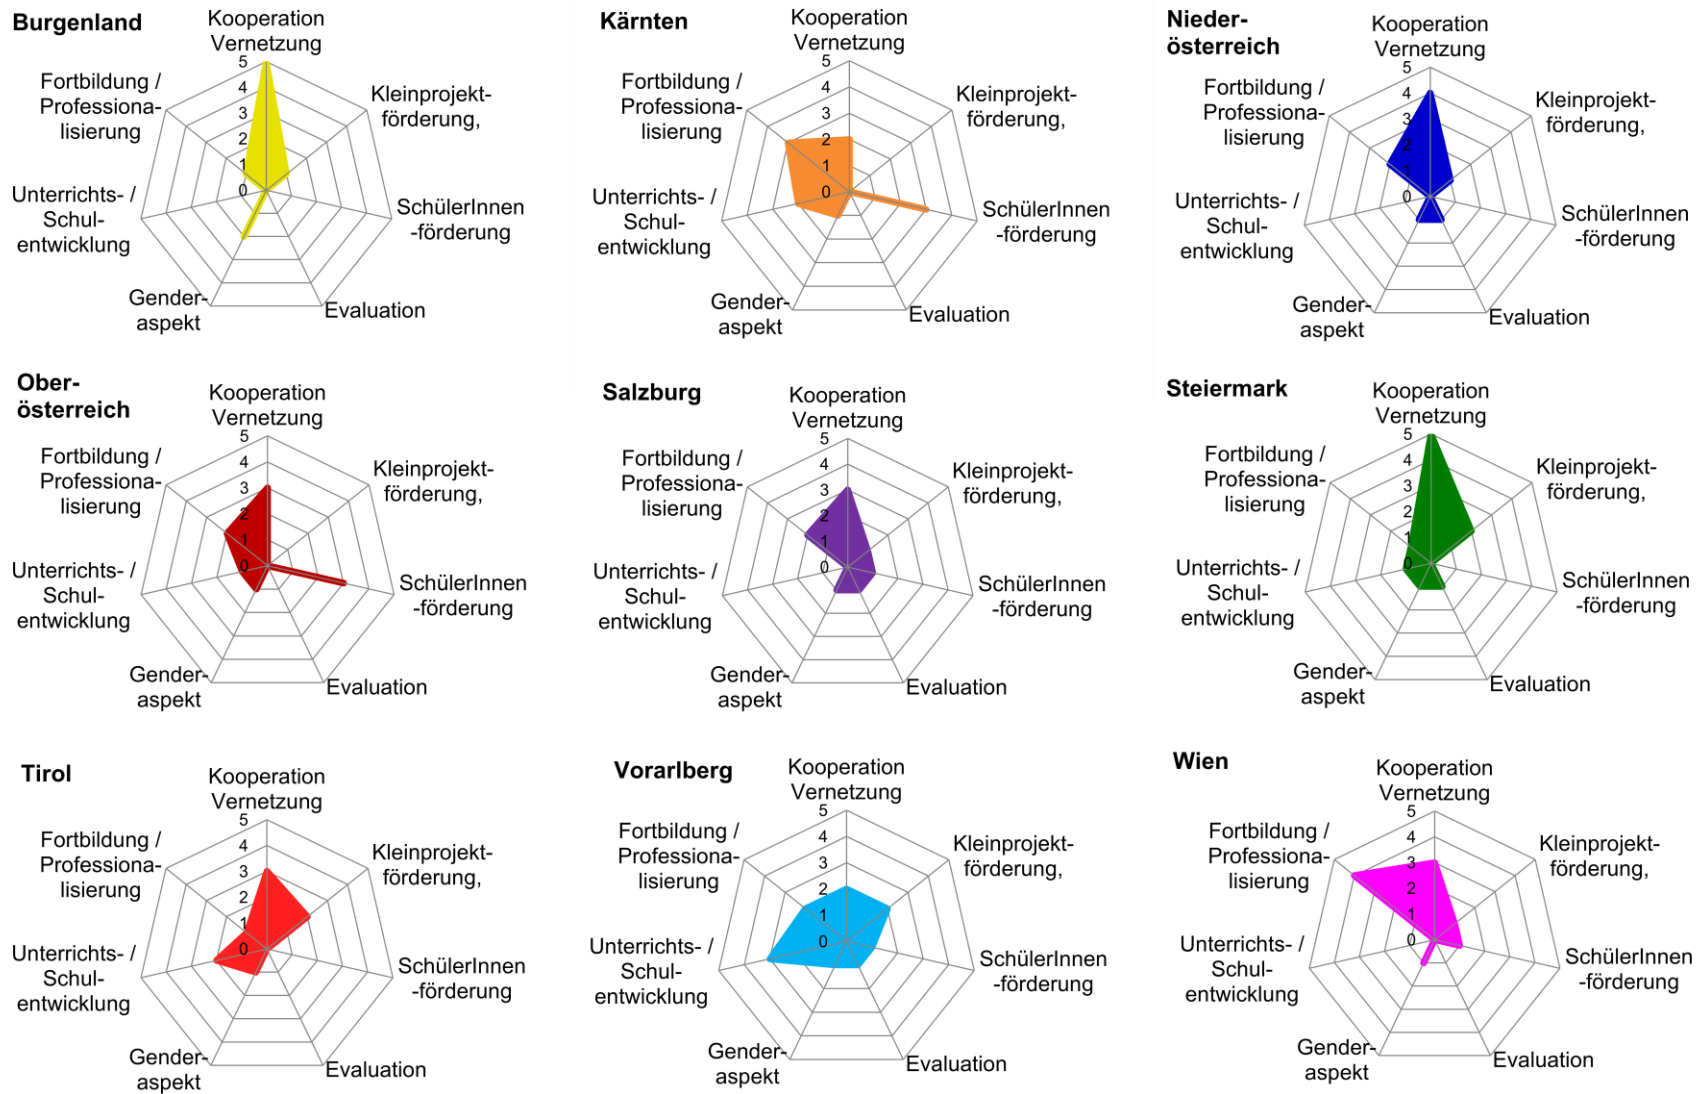 Burgenland
Kooperation
Vernetzung
5
4
3
2
1
0
Kleinprojekt-
förderung,
SchülerInnen
-förderung
Evaluation
Gender-
aspekt
Unterrichts- /
Schul-
entwicklung
Fortbildung /
Professiona-
lisierung
Kärnten
Kooperation
Vernetzung
5
4
3
2
1
0
Kleinprojekt-
förderung,
SchülerInnen
-förderung
Evaluation
Gender-
aspekt
Unterrichts- /
Schul-
entwicklung
Fortbildung /
Professiona-
lisierung
Nieder-
österreich
Kooperation
Vernetzung
5
4
3
2
1
0
Kleinprojekt-
förderung,
SchülerInnen
-förderung
Evaluation
Gender-
aspekt
Unterrichts- /
Schul-
entwicklung
Fortbildung /
Professiona-
lisierung
Ober-
österreich
Kooperation
Vernetzung
5
4
3
2
1
0
Kleinprojekt-
förderung,
SchülerInnen
-förderung
Evaluation
Gender-
aspekt
Unterrichts- /
Schul-
entwicklung
Fortbildung /
Professiona-
lisierung
Salzburg
Kooperation
Vernetzung
5
4
3
2
1
0
Kleinprojekt-
förderung,
SchülerInnen
-förderung
Evaluation
Gender-
aspekt
Unterrichts- /
Schul-
entwicklung
Fortbildung /
Professiona-
lisierung
Steiermark
Kooperation
Vernetzung
5
4
3
2
1
0
Kleinprojekt-
förderung,
SchülerInnen
-förderung
Evaluation
Gender-
aspekt
Unterrichts- /
Schul-
entwicklung
Fortbildung /
Professiona-
lisierung
Tirol
Kooperation
Vernetzung
5
4
3
2
1
0
Kleinprojekt-
förderung,
SchülerInnen
-förderung
Evaluation
Gender-
aspekt
Unterrichts- /
Schul-
entwicklung
Fortbildung /
Professiona-
lisierung
Vorarlberg
Kooperation
Vernetzung
5
4
3
2
1
0
Kleinprojekt-
förderung,
SchülerInnen
-förderung
Evaluation
Gender-
aspekt
Unterrichts- /
Schul-
entwicklung
Fortbildung /
Professiona-
lisierung
Wien
Kooperation
Vernetzung
5
4
3
2
1
0
Kleinprojekt-
förderung,
SchülerInnen
-förderung
Evaluation
Gender-
aspekt
Unterrichts- /
Schul-
entwicklung
Fortbildung /
Professiona-
lisierung